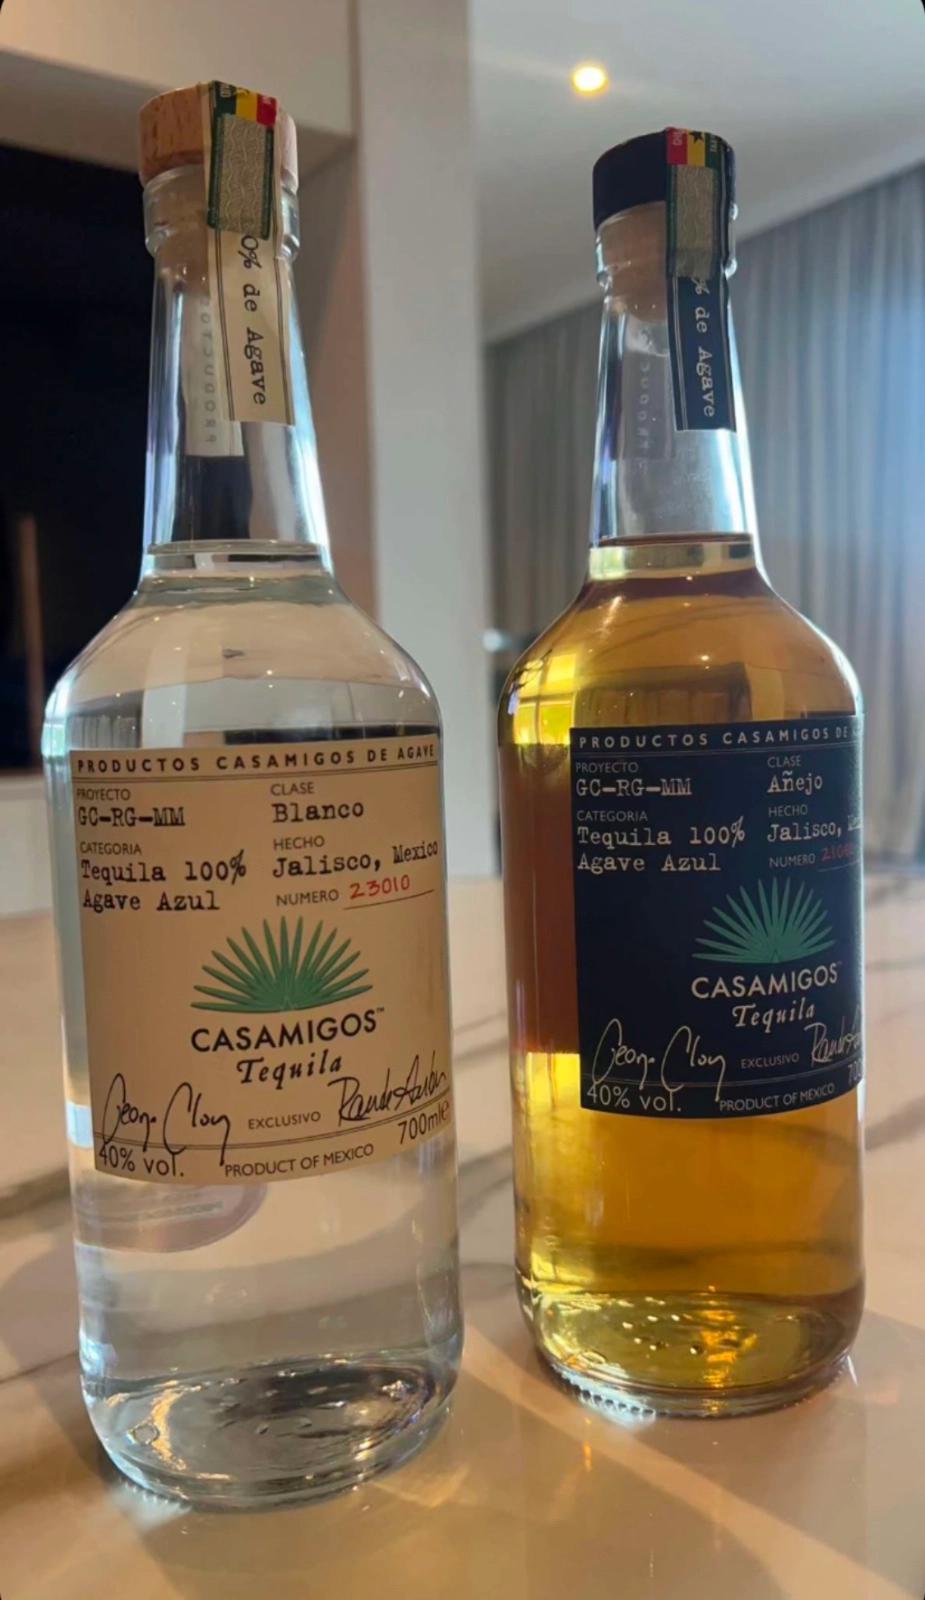 0% de Agave
PRODUCTOS CASAMIGOS DE AGAVE
PROYECTO
GC-RG-MM
CLASE
Blanco
CATEGORIA
Tequila 100%
Agave Azul
HECHO
Jalisco, Mexico
NUMERO 23010
CASAMIGOS™
Tequila
EXCLUSIVO
40% vol.
PRODUCT OF MEXICO
700ml
% de Agave
PRODUCTOS CASAMIGOS DE
PROYECTO
GC-RG-MM
CLASE
Añejo
CATEGORIA
Tequila 100%
Agave Azul
HECHO
Jalisco,
NUMERO
CASAMIGOS™
Tequila
EXCLUSIVO
40% vol.
PRODUCT OF MEXICO